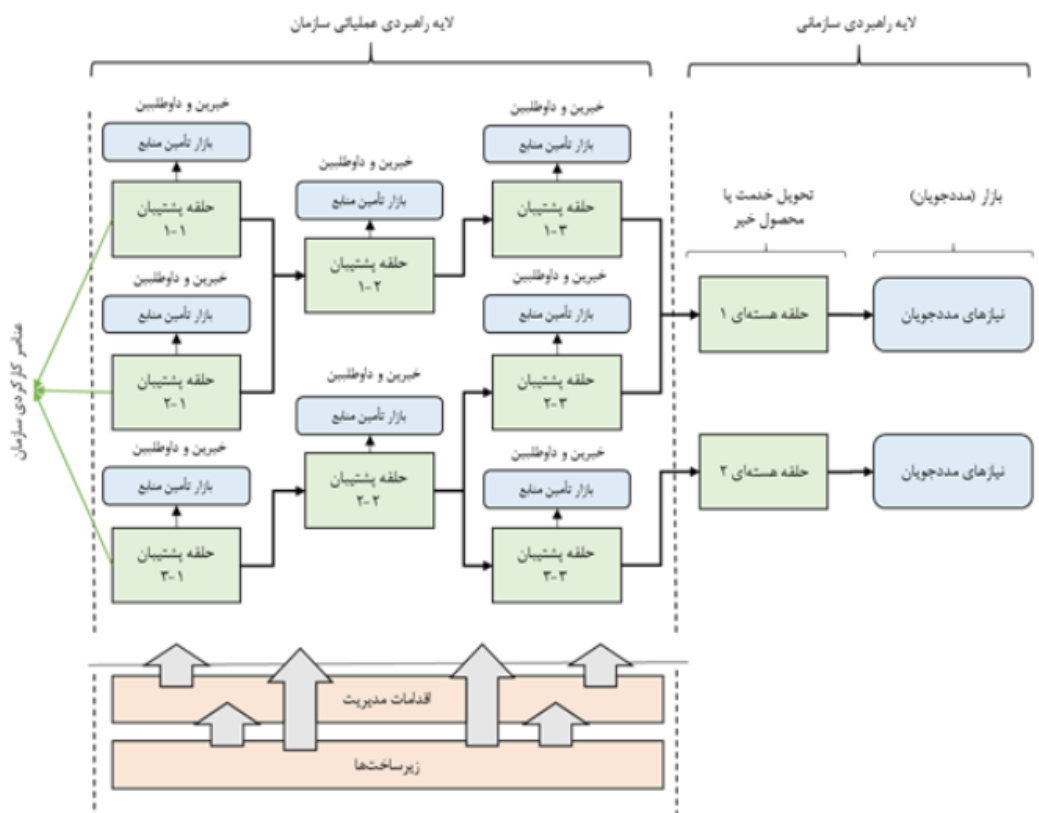 لایه راهبردی سازمانی
لایه راهبردی عملیاتی سازمان
بازار (مددجویان)
تحویل خدمت یا
محصول خیر
نیازهای مددجویان
حلقه هسته‌ای ۱
نیازهای مددجویان
حلقه هسته‌ای ۲
خیرین و داوطلبین
بازار تأمین منابع
حلقه پشتیبان
۱-۳
خیرین و داوطلبین
بازار تأمین منابع
حلقه پشتیبان
۲-۳
خیرین و داوطلبین
بازار تأمین منابع
حلقه پشتیبان
۳-۳
خیرین و داوطلبین
بازار تأمین منابع
حلقه پشتیبان
۱-۲
خیرین و داوطلبین
بازار تأمین منابع
حلقه پشتیبان
۲-۲
خیرین و داوطلبین
بازار تأمین منابع
حلقه پشتیبان
۱-۱
خیرین و داوطلبین
بازار تأمین منابع
حلقه پشتیبان
۲-۱
خیرین و داوطلبین
بازار تأمین منابع
حلقه پشتیبان
۳-۱
عناصر کارکردی سازمان
اقدامات مدیریت
زیرساخت‌ها